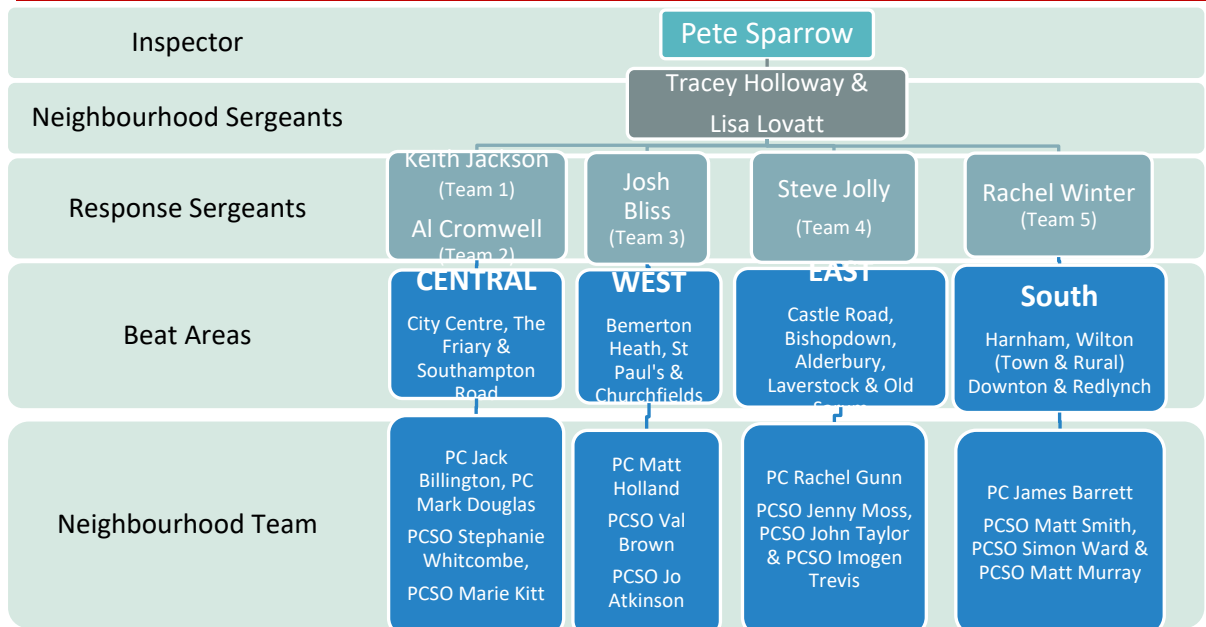 Inspector
Pete Sparrow
Neighbourhood Sergeants
Tracey Holloway &
Lisa Lovatt
Response Sergeants
Keith Jackson
(Team 1)
Al Cromwell
(Team 2)
Josh
Bliss
(Team 3)
Steve Jolly
(Team 4)
Rachel Winter
(Team 5)
Beat Areas
CENTRAL
City Centre, The
Friary &
Southampton
Road
WEST
Bemerton
Heath, St
Paul's &
Churchfields
EAST
Castle Road,
Bishopdown,
Alderbury,
Laverstock & Old
South
Harnham, Wilton
(Town & Rural)
Downton & Redlynch
Neighbourhood Team
PC Jack
Billington, PC
Mark Douglas
PCSO Stephanie
Whitcombe,
PCSO Marie Kitt
PC Matt
Holland
PCSO Val
Brown
PCSO Jo
Atkinson
PC Rachel Gunn
PCSO Jenny Moss,
PCSO John Taylor
& PCSO Imogen
Trevis
PC James Barrett
PCSO Matt Smith,
PCSO Simon Ward &
PCSO Matt Murray